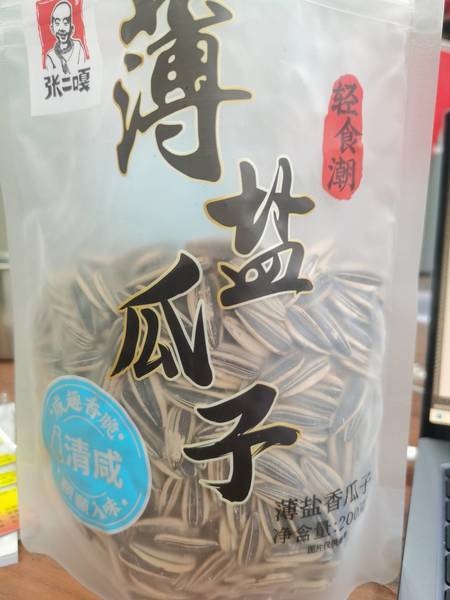 张二嘎
薄盐瓜子
轻食潮
清咸
薄盐香瓜子
净含量:200